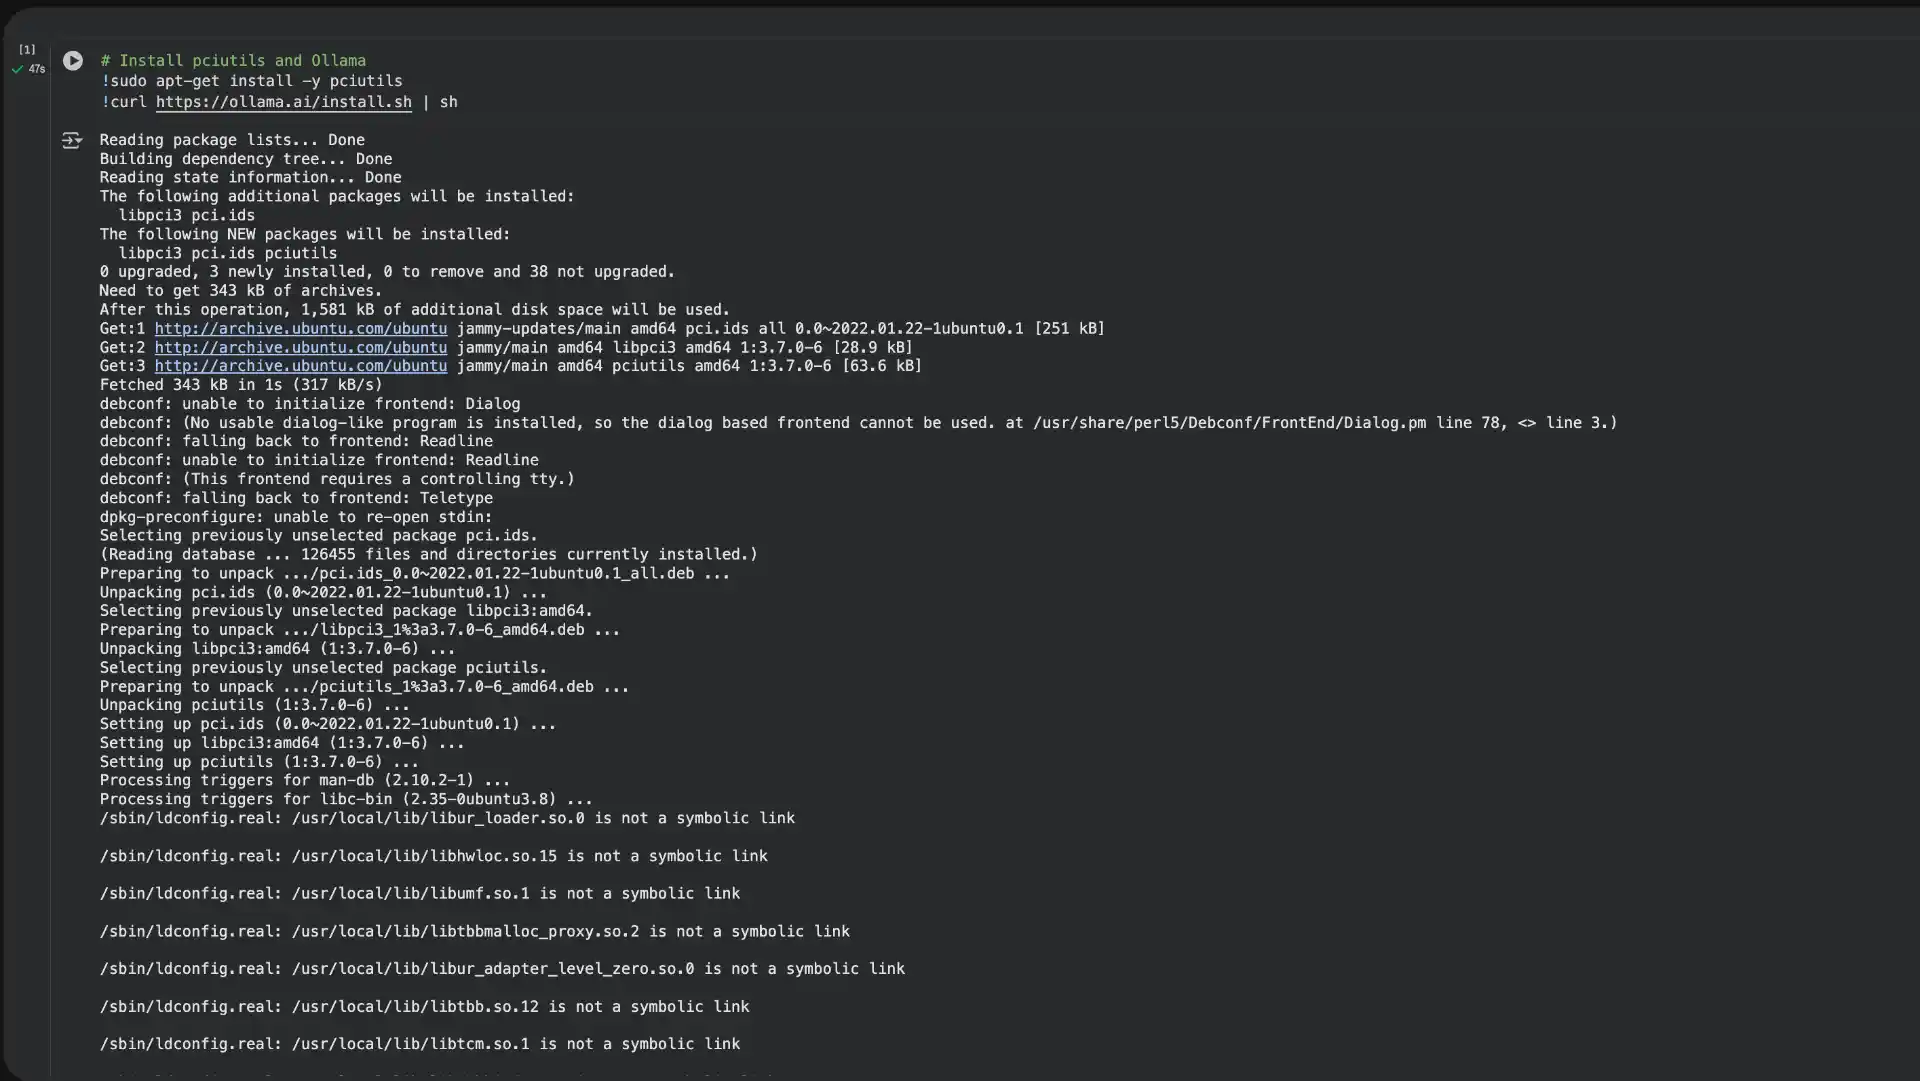 [1]
47s
# Install pciutils and Ollama
!sudo apt-get install -y pciutils
!curl https://ollama.ai/install.sh | sh
Reading package lists... Done
Building dependency tree... Done
Reading state information... Done
The following additional packages will be installed:
  libpci3 pci.ids
The following NEW packages will be installed:
  libpci3 pci.ids pciutils
0 upgraded, 3 newly installed, 0 to remove and 38 not upgraded.
Need to get 343 kB of archives.
After this operation, 1,581 kB of additional disk space will be used.
Get:1 http://archive.ubuntu.com/ubuntu jammy-updates/main amd64 pci.ids all 0.0~2022.01.22-1ubuntu0.1 [251 kB]
Get:2 http://archive.ubuntu.com/ubuntu jammy/main amd64 libpci3 amd64 1:3.7.0-6 [28.9 kB]
Get:3 http://archive.ubuntu.com/ubuntu jammy/main amd64 pciutils amd64 1:3.7.0-6 [63.6 kB]
Fetched 343 kB in 1s (317 kB/s)
debconf: unable to initialize frontend: Dialog
debconf: (No usable dialog-like program is installed, so the dialog based frontend cannot be used. at /usr/share/perl5/Debconf/FrontEnd/Dialog.pm line 78, <> line 3.)
debconf: falling back to frontend: Readline
debconf: unable to initialize frontend: Readline
debconf: (This frontend requires a controlling tty.)
debconf: falling back to frontend: Teletype
dpkg-preconfigure: unable to re-open stdin:
Selecting previously unselected package pci.ids.
(Reading database ... 126455 files and directories currently installed.)
Preparing to unpack .../pci.ids_0.0~2022.01.22-1ubuntu0.1_all.deb ...
Unpacking pci.ids (0.0~2022.01.22-1ubuntu0.1) ...
Selecting previously unselected package libpci3:amd64.
Preparing to unpack .../libpci3_1%3a3.7.0-6_amd64.deb ...
Unpacking libpci3:amd64 (1:3.7.0-6) ...
Selecting previously unselected package pciutils.
Preparing to unpack .../pciutils_1%3a3.7.0-6_amd64.deb ...
Unpacking pciutils (1:3.7.0-6) ...
Setting up pci.ids (0.0~2022.01.22-1ubuntu0.1) ...
Setting up libpci3:amd64 (1:3.7.0-6) ...
Setting up pciutils (1:3.7.0-6) ...
Processing triggers for man-db (2.10.2-1) ...
Processing triggers for libc-bin (2.35-0ubuntu3.8) ...
/sbin/ldconfig.real: /usr/local/lib/libur_loader.so.0 is not a symbolic link
/sbin/ldconfig.real: /usr/local/lib/libhwloc.so.15 is not a symbolic link
/sbin/ldconfig.real: /usr/local/lib/libumf.so.1 is not a symbolic link
/sbin/ldconfig.real: /usr/local/lib/libtbbmalloc_proxy.so.2 is not a symbolic link
/sbin/ldconfig.real: /usr/local/lib/libur_adapter_level_zero.so.0 is not a symbolic link
/sbin/ldconfig.real: /usr/local/lib/libtbb.so.12 is not a symbolic link
/sbin/ldconfig.real: /usr/local/lib/libtcm.so.1 is not a symbolic link